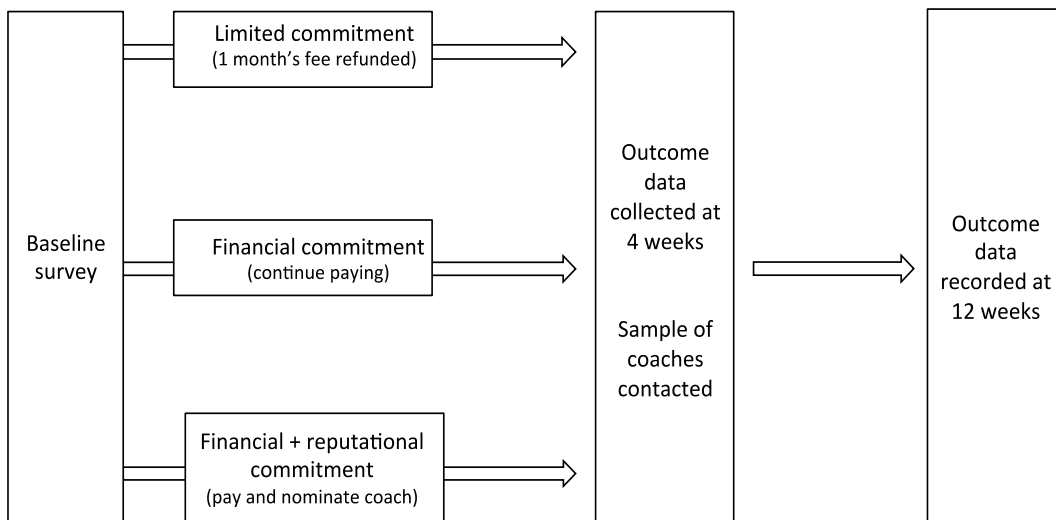 Baseline
survey
Limited commitment
(1 month’s fee refunded)
Financial commitment
(continue paying)
Financial + reputational
commitment
(pay and nominate coach)
Outcome
data
collected at
4 weeks
Sample of
coaches
contacted
Outcome
data
recorded at
12 weeks